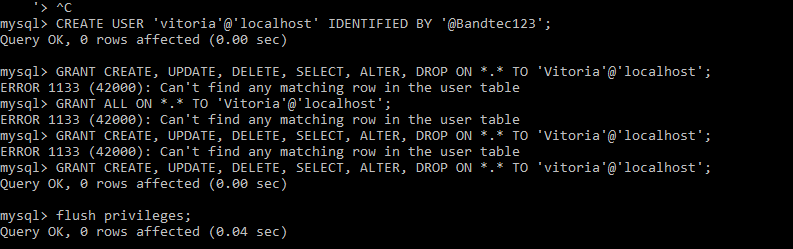 '> ^C
mysql> CREATE USER 'vitoria'@'localhost' IDENTIFIED BY '@Bandtec123';
Query OK, 0 rows affected (0.00 sec)
mysql> GRANT CREATE, UPDATE, DELETE, SELECT, ALTER, DROP ON *.* TO 'Vitoria'@'localhost';
ERROR 1133 (42000): Can't find any matching row in the user table
mysql> GRANT ALL ON *.* TO 'Vitoria'@'localhost';
ERROR 1133 (42000): Can't find any matching row in the user table
mysql> GRANT CREATE, UPDATE, DELETE, SELECT, ALTER, DROP ON *.* TO 'Vitoria'@'localhost';
ERROR 1133 (42000): Can't find any matching row in the user table
mysql> GRANT CREATE, UPDATE, DELETE, SELECT, ALTER, DROP ON *.* TO 'vitoria'@'localhost';
Query OK, 0 rows affected (0.00 sec)
mysql> flush privileges;
Query OK, 0 rows affected (0.04 sec)